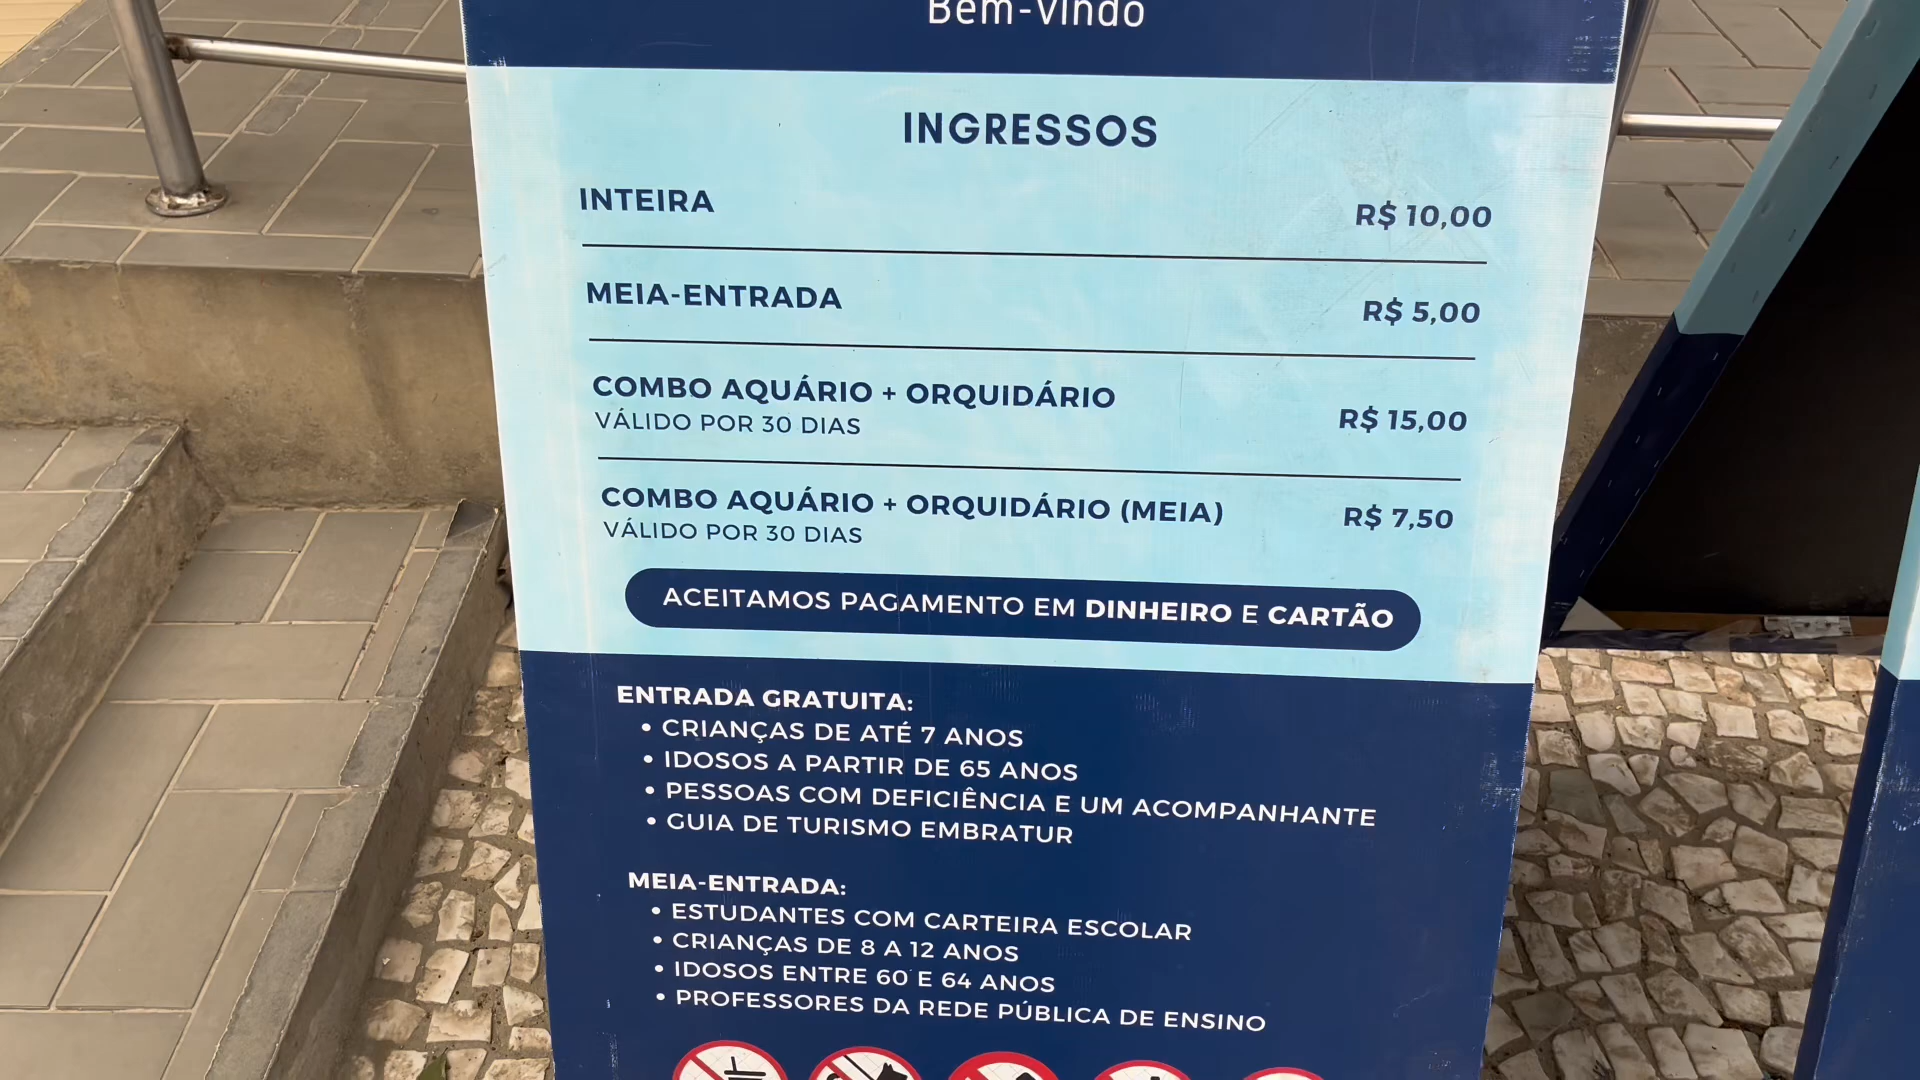 Bem-Vindo
INGRESSOS
INTEIRA R$ 10,00
MEIA-ENTRADA R$ 5,00
COMBO AQUÁRIO + ORQUIDÁRIO R$ 15,00
VÁLIDO POR 30 DIAS
COMBO AQUÁRIO + ORQUIDÁRIO (MEIA) R$ 7,50
VÁLIDO POR 30 DIAS
ACEITAMOS PAGAMENTO EM DINHEIRO E CARTÃO
ENTRADA GRATUITA:
• CRIANÇAS DE ATÉ 7 ANOS
• IDOSOS A PARTIR DE 65 ANOS
• PESSOAS COM DEFICIÊNCIA E UM ACOMPANHANTE
• GUIA DE TURISMO EMBRATUR
MEIA-ENTRADA:
• ESTUDANTES COM CARTEIRA ESCOLAR
• CRIANÇAS DE 8 A 12 ANOS
• IDOSOS ENTRE 60 E 64 ANOS
• PROFESSORES DA REDE PÚBLICA DE ENSINO